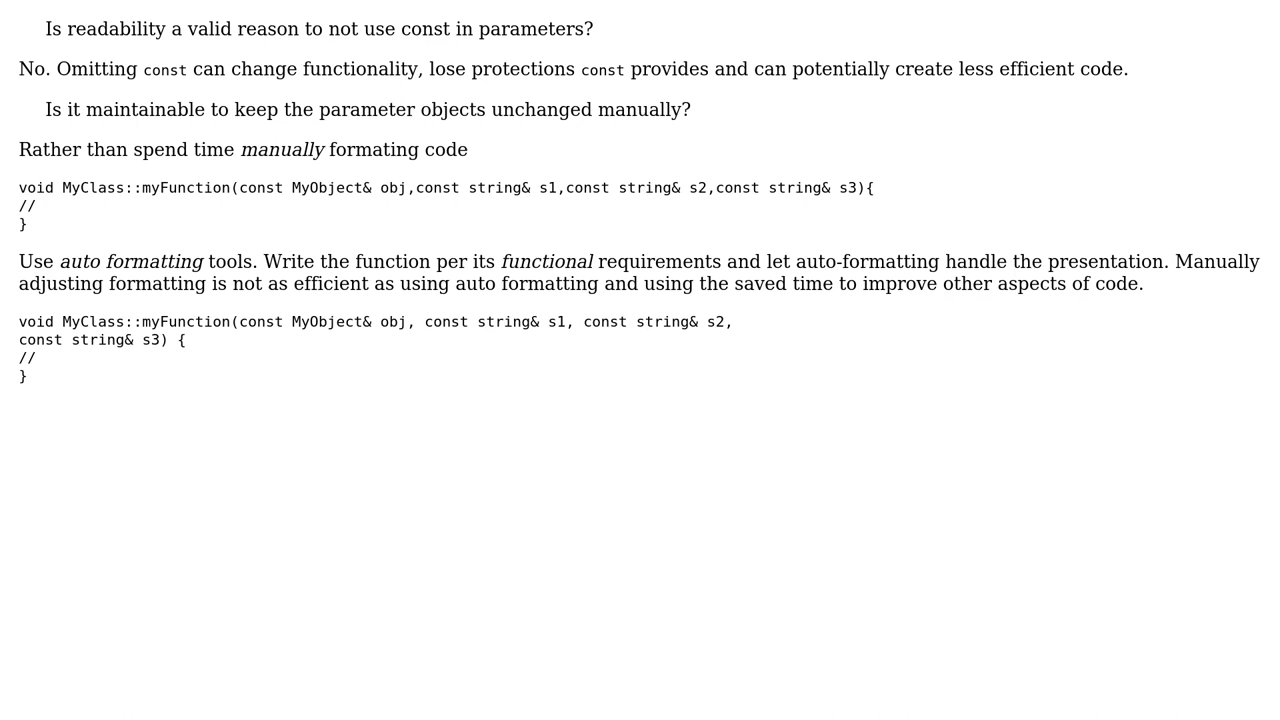 Is readability a valid reason to not use const in parameters?
No. Omitting const can change functionality, lose protections const provides and can potentially create less efficient code.
Is it maintainable to keep the parameter objects unchanged manually?
Rather than spend time manually formating code
void MyClass::myFunction(const MyObject& obj,const string& s1,const string& s2,const string& s3){
//
}
Use auto formatting tools. Write the function per its functional requirements and let auto-formatting handle the presentation. Manually
adjusting formatting is not as efficient as using auto formatting and using the saved time to improve other aspects of code.
void MyClass::myFunction(const MyObject& obj, const string& s1, const string& s2,
const string& s3) {
//
}